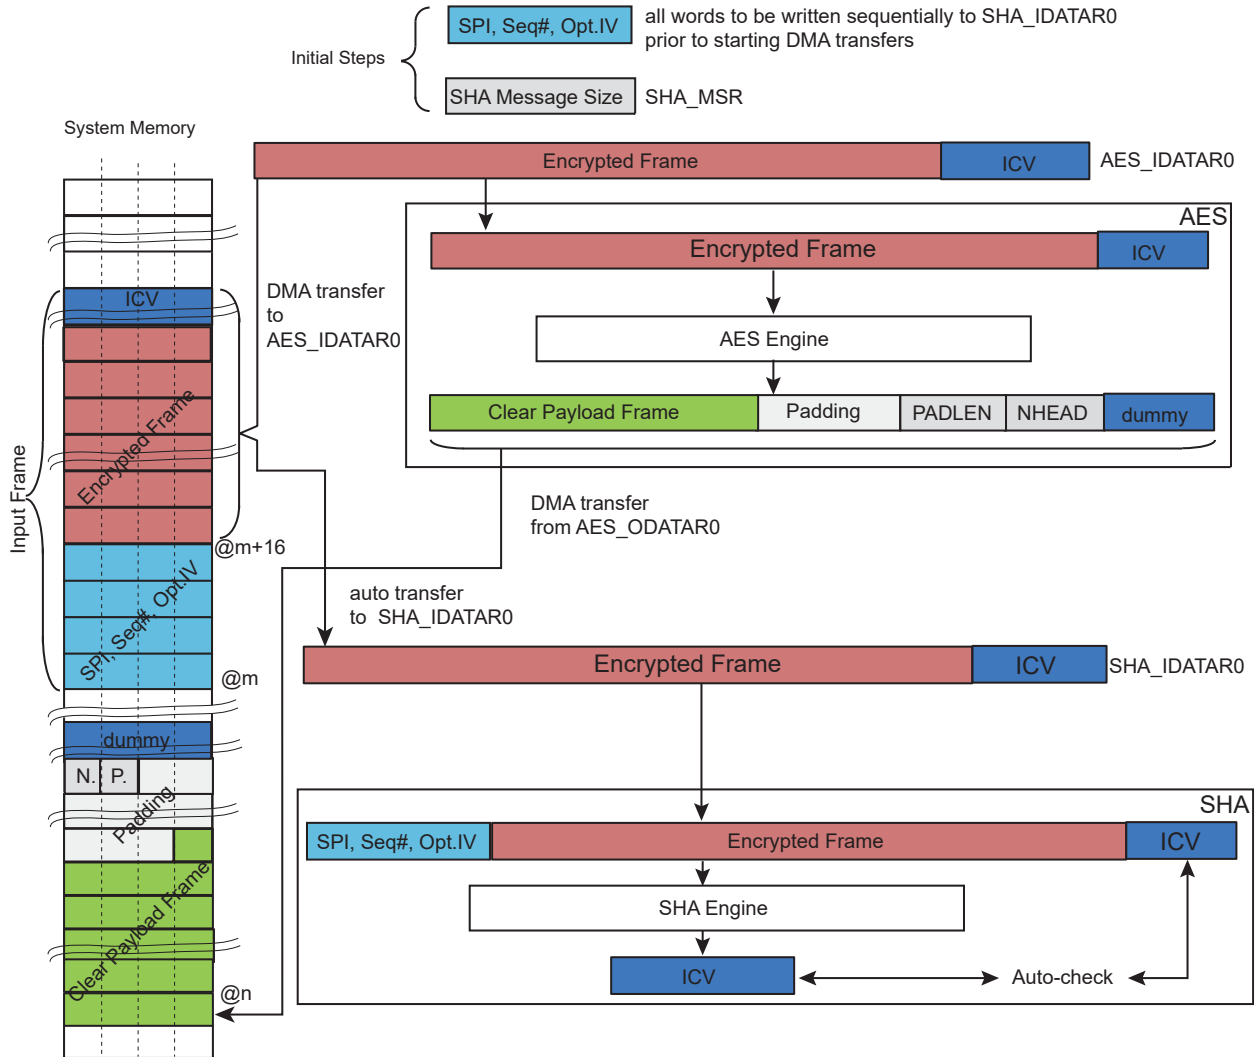 SPI, Seq#, Opt.IV
all words to be written sequentially to SHA_IDATAR0
prior to starting DMA transfers
Initial Steps
SHA Message Size
SHA_MSR
System Memory
Encrypted Frame
ICV
AES_IDATAR0
AES
Encrypted Frame
ICV
ICV
DMA transfer
to
AES_IDATAR0
AES Engine
Clear Payload Frame
Padding
PADLEN
NHEAD
dummy
Encrypted Frame
Input Frame
DMA transfer
from AES_ODATAR0
@m+16
SPI, Seq#, Opt.IV
auto transfer
to SHA_IDATAR0
@m
Encrypted Frame
ICV
SHA_IDATAR0
dummy
N.
P.
Padding
SHA
SPI, Seq#, Opt.IV
Encrypted Frame
ICV
Clear Payload Frame
SHA Engine
ICV
Auto-check
@n